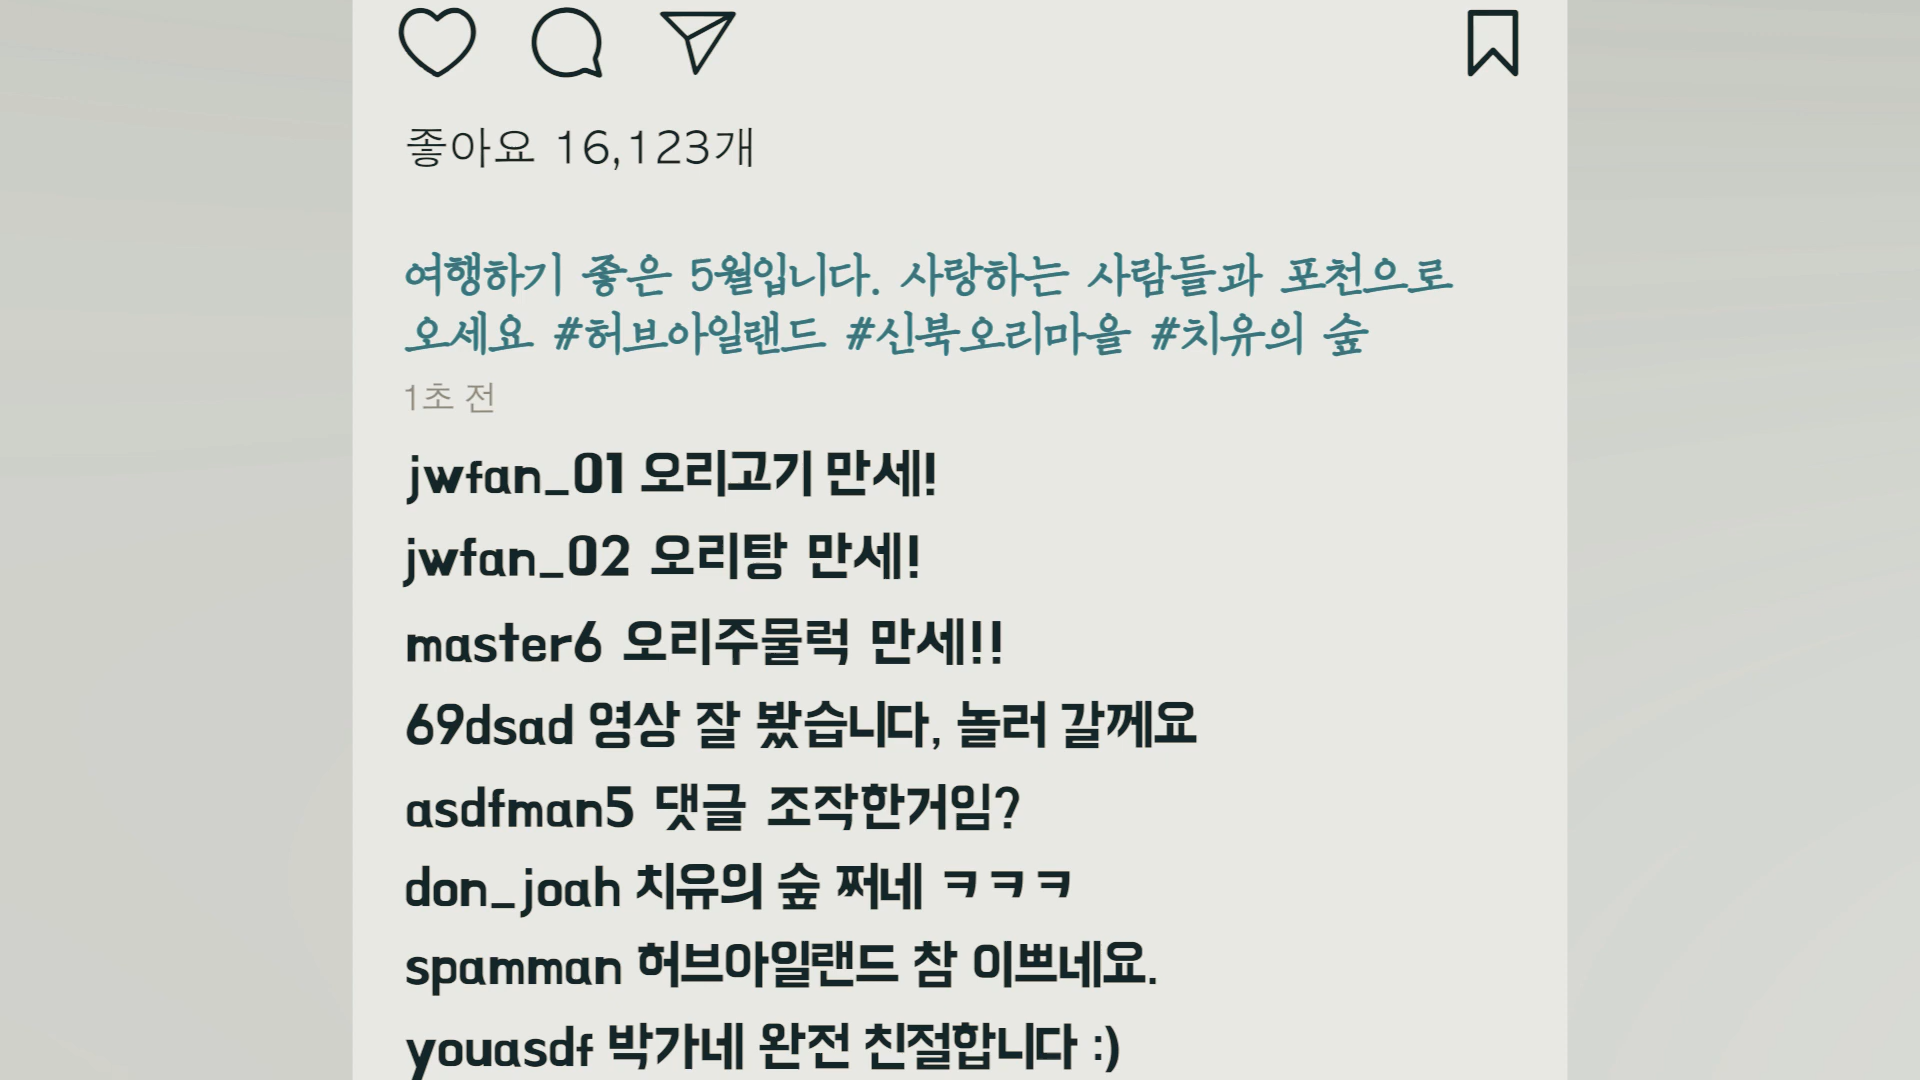 좋아요 16,123개
여행하기 좋은 5월입니다. 사랑하는 사람들과 포천으로
오세요 #허브아일랜드 #신북오리마을 #치유의 숲
1초 전
jwfan_01 오리고기 만세!
jwfan_02 오리탕 만세!
master6 오리주물럭 만세!!
69dsad 영상 잘 봤습니다, 놀러 갈께요
asdfman5 댓글 조작한거임?
don_joah 치유의 숲 쩌네 ㅋㅋㅋ
spamman 허브아일랜드 참 이쁘네요.
youasdf 박가네 완전 친절합니다 :)